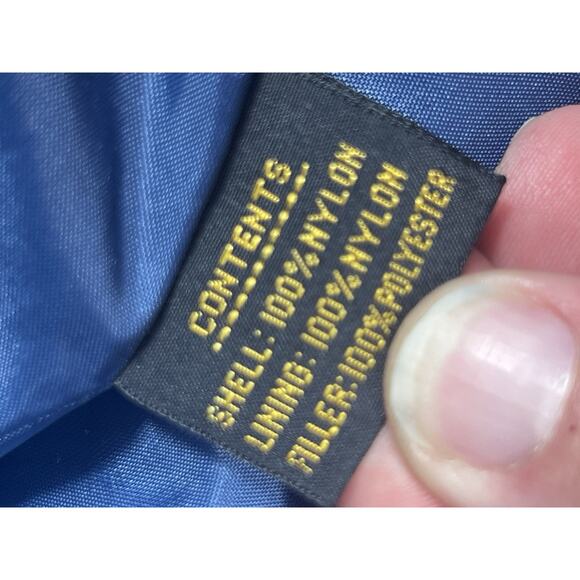 CONTENTS
SHELL: 100% NYLON
LINING: 100% NYLON
FILLER: 100% POLYESTER